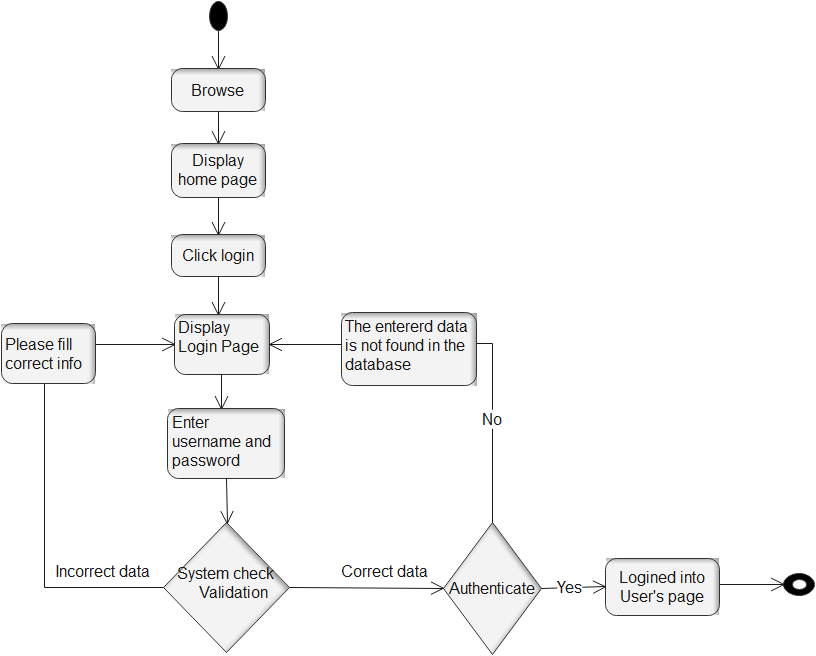 Browse
Display
home page
Click login
Display
Login Page
Please fill
correct info
The entererd data
is not found in the
database
No
Enter
username and
password
Incorrect data
System check
Validation
Correct data
Authenticate
Yes
Logined into
User's page